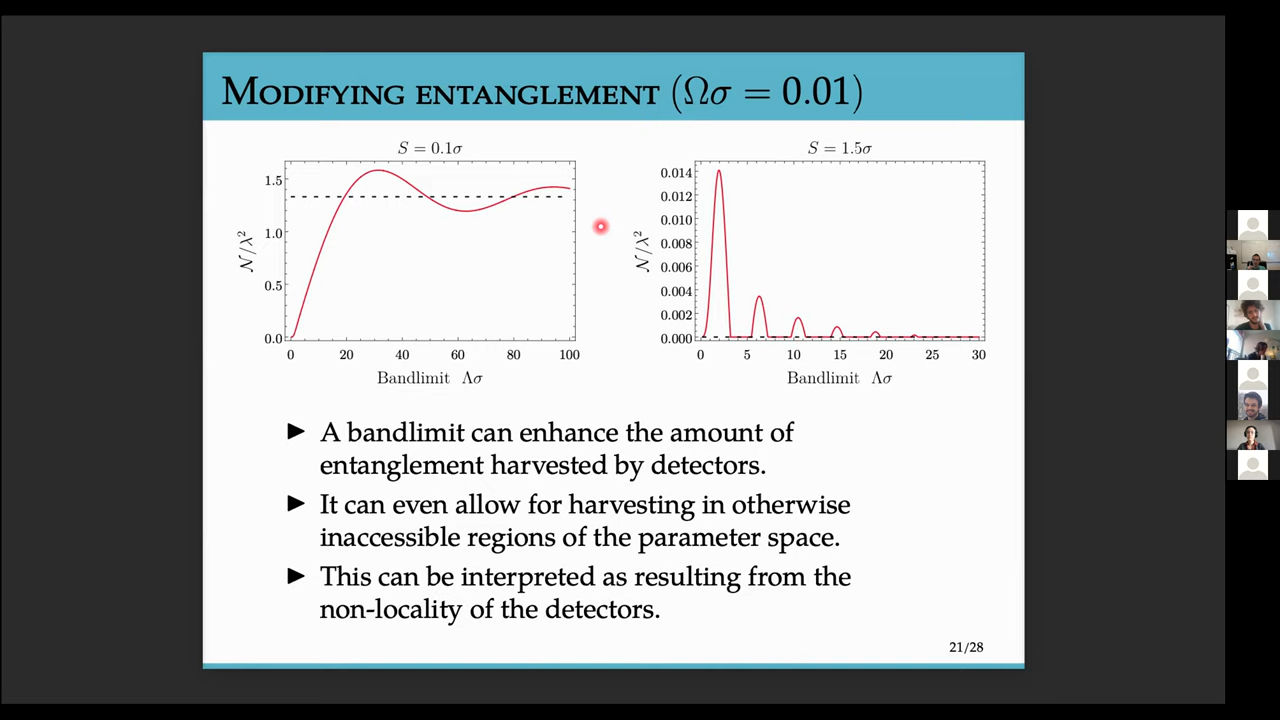 MODIFYING ENTANGLEMENT (Ωσ = 0.01)
S = 0.1σ
1.5
1.0
0.5
0.0
𝒩/λ²
0 20 40 60 80 100
Bandlimit Λσ
S = 1.5σ
0.014
0.012
0.010
0.008
0.006
0.004
0.002
0.000
𝒩/λ²
0 5 10 15 20 25 30
Bandlimit Λσ
► A bandlimit can enhance the amount of
entanglement harvested by detectors.
► It can even allow for harvesting in otherwise
inaccessible regions of the parameter space.
► This can be interpreted as resulting from the
non-locality of the detectors.
21/28